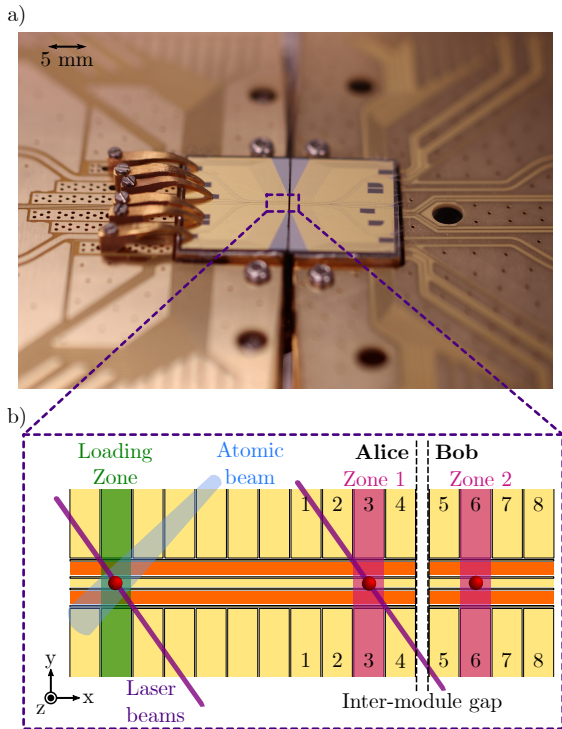 a)
5 mm
b)
Loading
Zone
Atomic
beam
Alice
Bob
Zone 1
Zone 2
1 2 3 4 5 6 7 8
1 2 3 4 5 6 7 8
y
z
x
Laser
beams
Inter-module gap